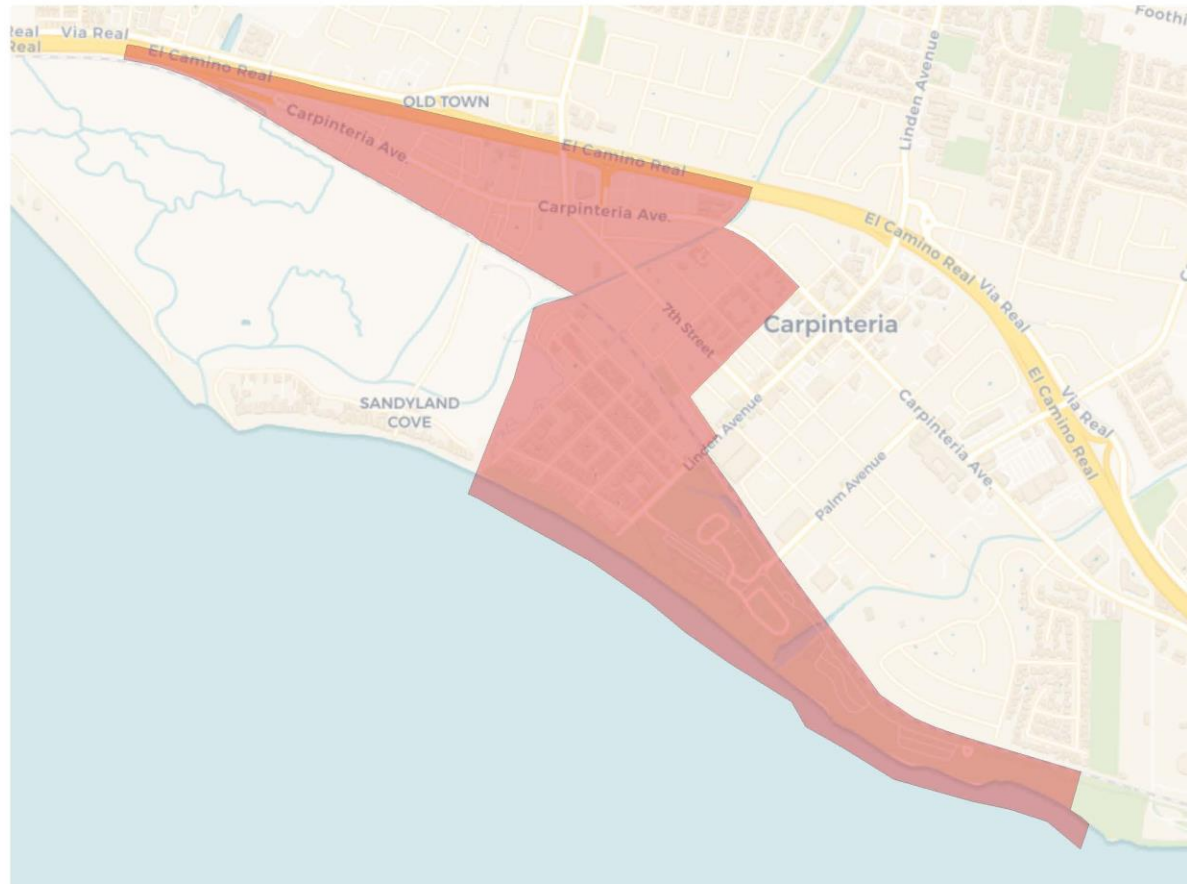 Foothi
Real
Via Real
Real
El Camino Real
OLD TOWN
Linden Avenue
Carpinteria Ave.
El Camino Real
Carpinteria Ave.
El Camino Real
Via Real
7th Street
Carpinteria
El Camino Real
Via Real
SANDYLAND
COVE
Linden Avenue
Carpinteria Ave.
Palm Avenue